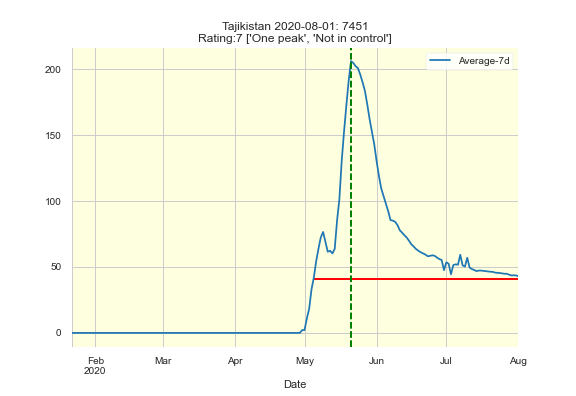 Tajikistan 2020-08-01: 7451
Rating:7 ['One peak', 'Not in control']
Average-7d
200
150
100
50
0
Feb
2020
Mar
Apr
May
Jun
Jul
Aug
Date